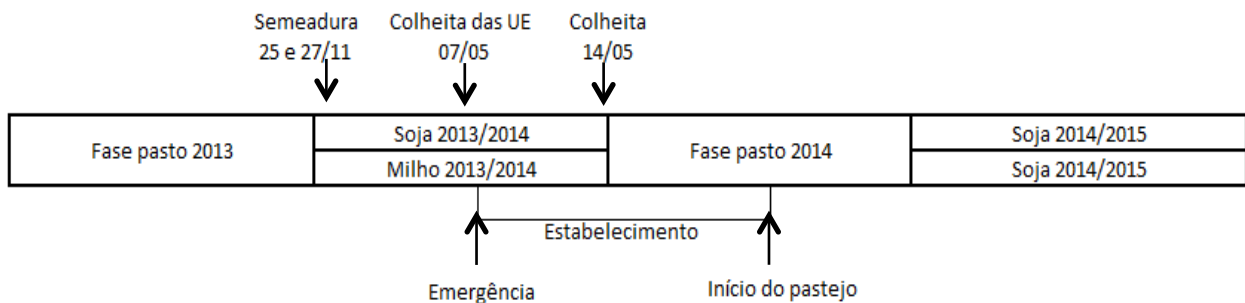 Semeadura
25 e 27/11
Colheita das UE
07/05
Colheita
14/05
Fase pasto 2013
Soja 2013/2014
Milho 2013/2014
Fase pasto 2014
Soja 2014/2015
Soja 2014/2015
Estabelecimento
Emergência
Início do pastejo